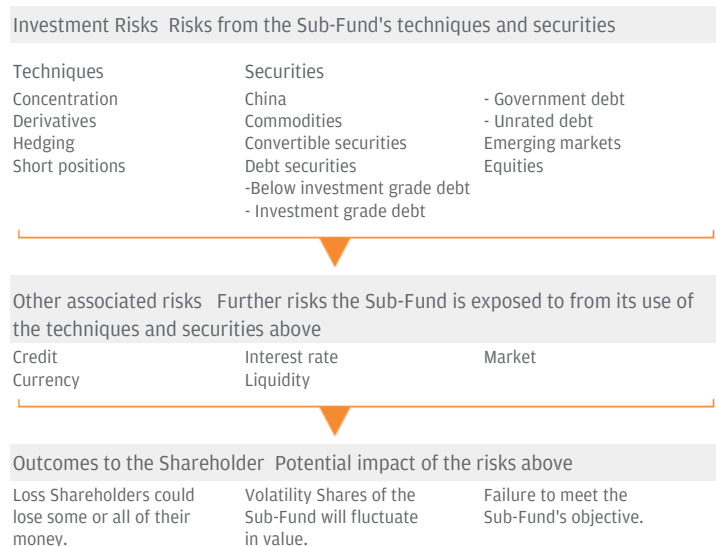 Investment Risks Risks from the Sub-Fund's techniques and securities
Techniques
Concentration
Derivatives
Hedging
Short positions
Securities
China
Commodities
Convertible securities
Debt securities
-Below investment grade debt
- Investment grade debt
- Government debt
- Unrated debt
Emerging markets
Equities
Other associated risks Further risks the Sub-Fund is exposed to from its use of
the techniques and securities above
Credit
Currency
Interest rate
Liquidity
Market
Outcomes to the Shareholder Potential impact of the risks above
Loss Shareholders could
lose some or all of their
money.
Volatility Shares of the
Sub-Fund will fluctuate
in value.
Failure to meet the
Sub-Fund's objective.